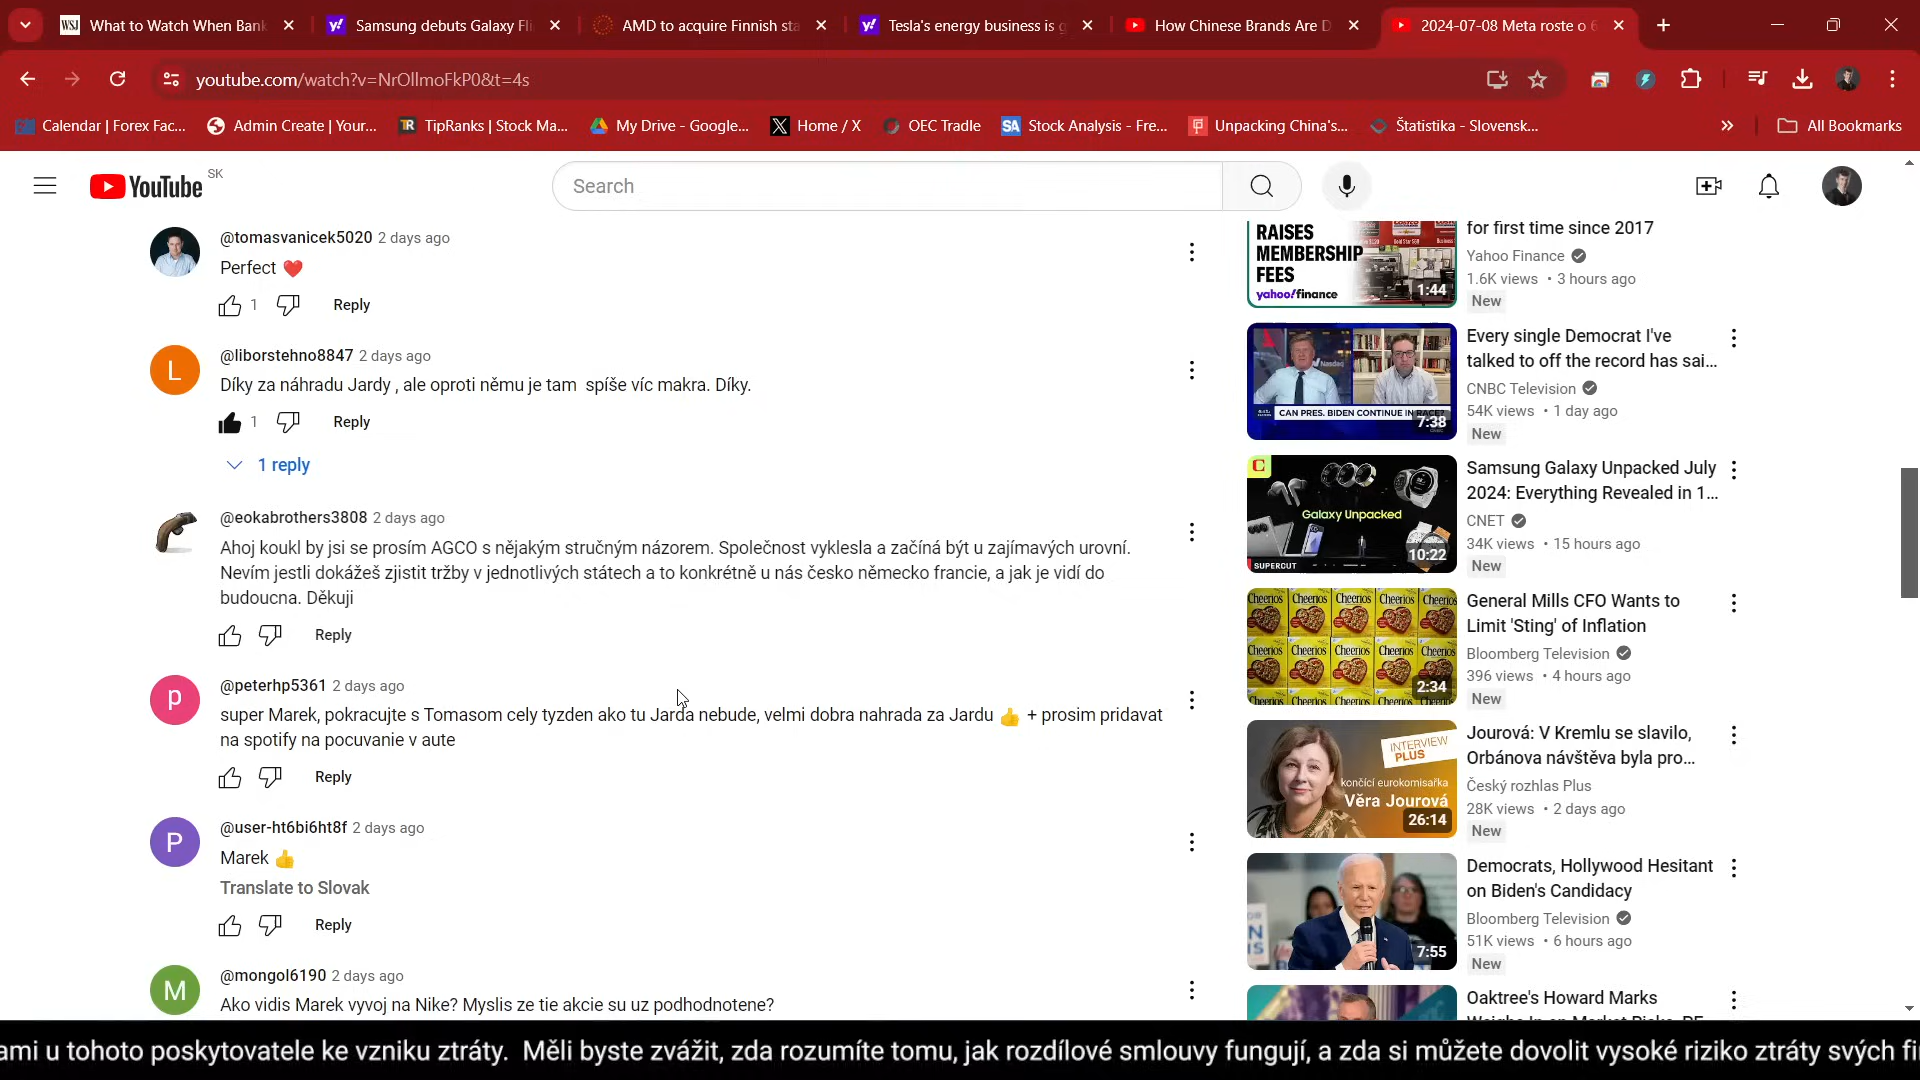 What to Watch When Bank
Samsung debuts Galaxy Fl
AMD to acquire Finnish sta
Tesla's energy business is g
How Chinese Brands Are D
2024-07-08 Meta roste o 6
youtube.com/watch?v=NrOllmoFkP0&t=4s
Calendar | Forex Fac...
Admin Create | Your...
TipRanks | Stock Ma...
My Drive - Google...
Home / X
OEC Tradle
Stock Analysis - Fre...
Unpacking China's...
Štatistika - Slovensk...
All Bookmarks
YouTube SK
Search
@tomasvanicek5020 2 days ago
Perfect ❤️
1 Reply
@liborstehno8847 2 days ago
Díky za náhradu Jardy , ale oproti němu je tam spíše víc makra. Díky.
1 Reply
1 reply
@eokabrothers3808 2 days ago
Ahoj koukl by jsi se prosím AGCO s nějakým stručným názorem. Společnost vyklesla a začíná být u zajímavých urovní.
Nevím jestli dokážeš zjistit tržby v jednotlivých státech a to konkrétně u nás česko německo francie, a jak je vidí do
budoucna. Děkuji
Reply
@peterhp5361 2 days ago
super Marek, pokracujte s Tomasom cely tyzden ako tu Jarda nebude, velmi dobra nahrada za Jardu 👍 + prosim pridavat
na spotify na pocuvanie v aute
Reply
@user-ht6bi6ht8f 2 days ago
Marek 👍
Translate to Slovak
Reply
@mongol6190 2 days ago
Ako vidis Marek vyvoj na Nike? Myslis ze tie akcie su uz podhodnotene?
RAISES
MEMBERSHIP
FEES
yahoo!finance
1:44
for first time since 2017
Yahoo Finance
1.6K views • 3 hours ago
New
CAN PRES. BIDEN CONTINUE IN RACE?
7:38
Every single Democrat I've
talked to off the record has sai...
CNBC Television
54K views • 1 day ago
New
Galaxy Unpacked
SUPERCUT
10:22
Samsung Galaxy Unpacked July
2024: Everything Revealed in 1...
CNET
34K views • 15 hours ago
New
Cheerios Cheerios Cheerios Cheerios
Cheerios Cheerios Cheerios Cheerios
2:34
General Mills CFO Wants to
Limit 'Sting' of Inflation
Bloomberg Television
396 views • 4 hours ago
New
INTERVIEW
PLUS
končící eurokomisařka
Věra Jourová
26:14
Jourová: V Kremlu se slavilo,
Orbánova návštěva byla pro...
Český rozhlas Plus
28K views • 2 days ago
New
7:55
Democrats, Hollywood Hesitant
on Biden's Candidacy
Bloomberg Television
51K views • 6 hours ago
New
Oaktree's Howard Marks
ami u tohoto poskytovatele ke vzniku ztráty. Měli byste zvážit, zda rozumíte tomu, jak rozdílové smlouvy fungují, a zda si můžete dovolit vysoké riziko ztráty svých fi